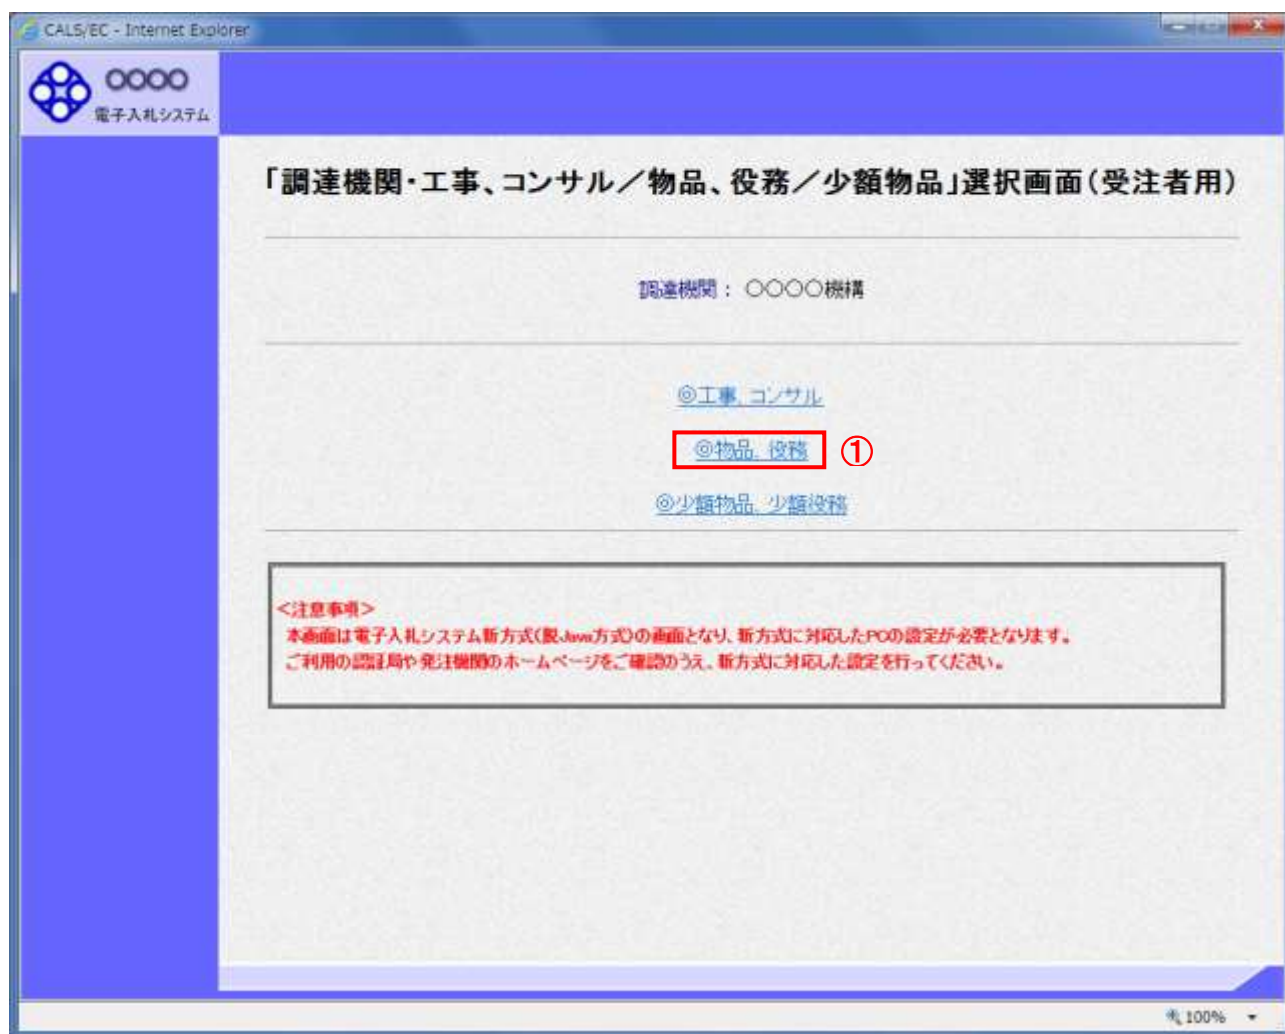 CALS/EC - Internet Explorer
○○○○
電子入札システム
「調達機関・工事、コンサル／物品、役務／少額物品」選択画面（受注者用）
調達機関： ○○○○機構
◎工事、コンサル
◎物品、役務 ①
◎少額物品、少額役務
＜注意事項＞
本画面は電子入札システム新方式(脱Java方式)の画面となり、新方式に対応したPCの設定が必要となります。
ご利用の認証局や発注機関のホームページをご確認のうえ、新方式に対応した設定を行ってください。
100%